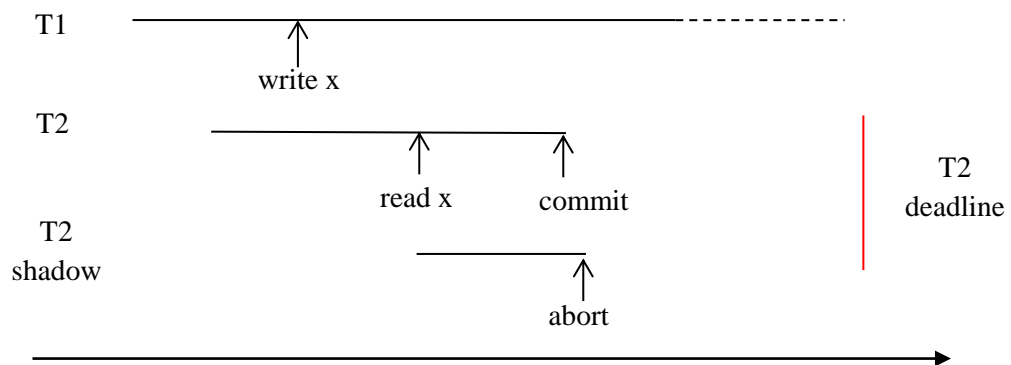 T1
write x
T2
read x
commit
T2
deadline
T2
shadow
abort